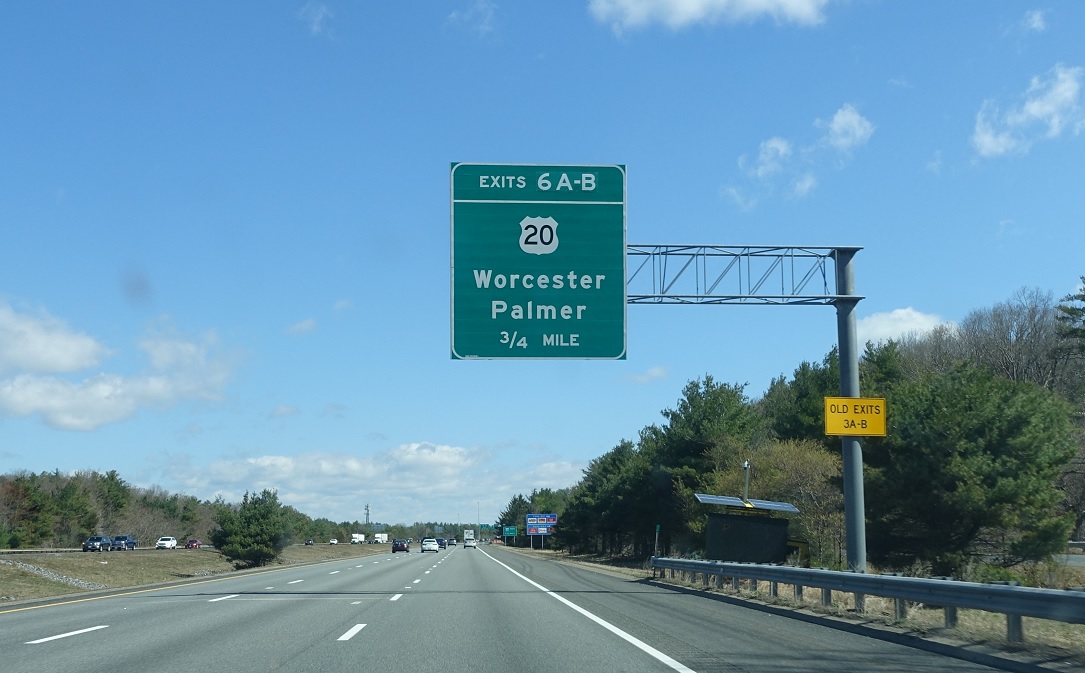 EXITS 6A-B
20
Worcester
Palmer
3/4 MILE
OLD EXITS
3A-B